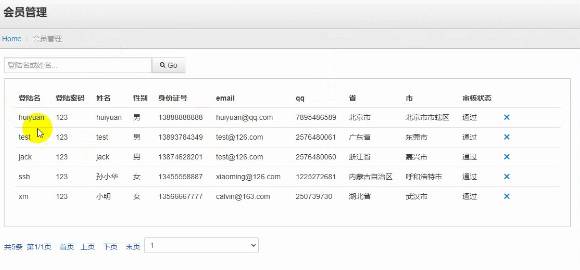 会员管理
Home / 会员管理
登陆名或姓名... Go
登陆名 登陆密码 姓名 性别 身份证号 email qq 省 市 审核状态
huiyuan 123 huiyuan 男 13888888888 huiyuan@qq.com 7895486589 北京市 北京市市辖区 通过
test 123 test 男 13893784349 test@126.com 2576480061 广东省 东莞市 通过
jack 123 jack 男 13874628201 test@126.com 2576480060 浙江省 嘉兴市 通过
ssh 123 孙小华 女 13455558887 xiaoming@126.com 1225272681 内蒙古自治区 呼和浩特市 通过
xm 123 小明 女 13566667777 calvin@163.com 250739730 湖北省 武汉市 通过
共5条 第1/1页 首页 上页 下页 末页 1